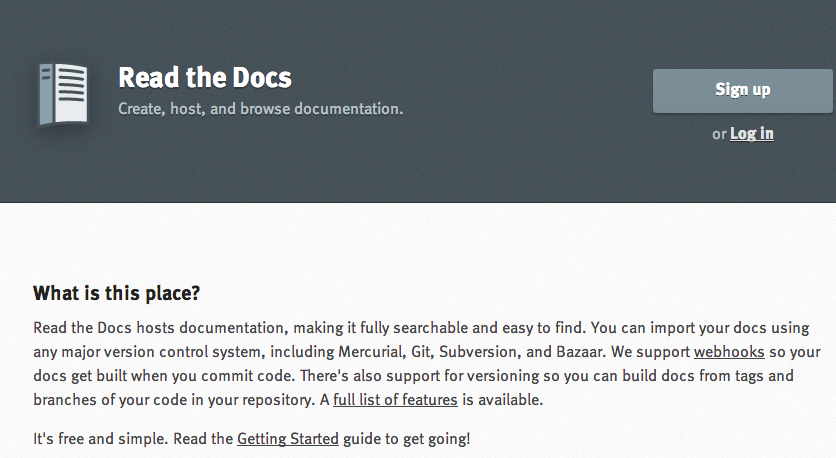 Read the Docs
Create, host, and browse documentation.
Sign up
or Log in
What is this place?
Read the Docs hosts documentation, making it fully searchable and easy to find. You can import your docs using
any major version control system, including Mercurial, Git, Subversion, and Bazaar. We support webhooks so your
docs get built when you commit code. There's also support for versioning so you can build docs from tags and
branches of your code in your repository. A full list of features is available.
It's free and simple. Read the Getting Started guide to get going!